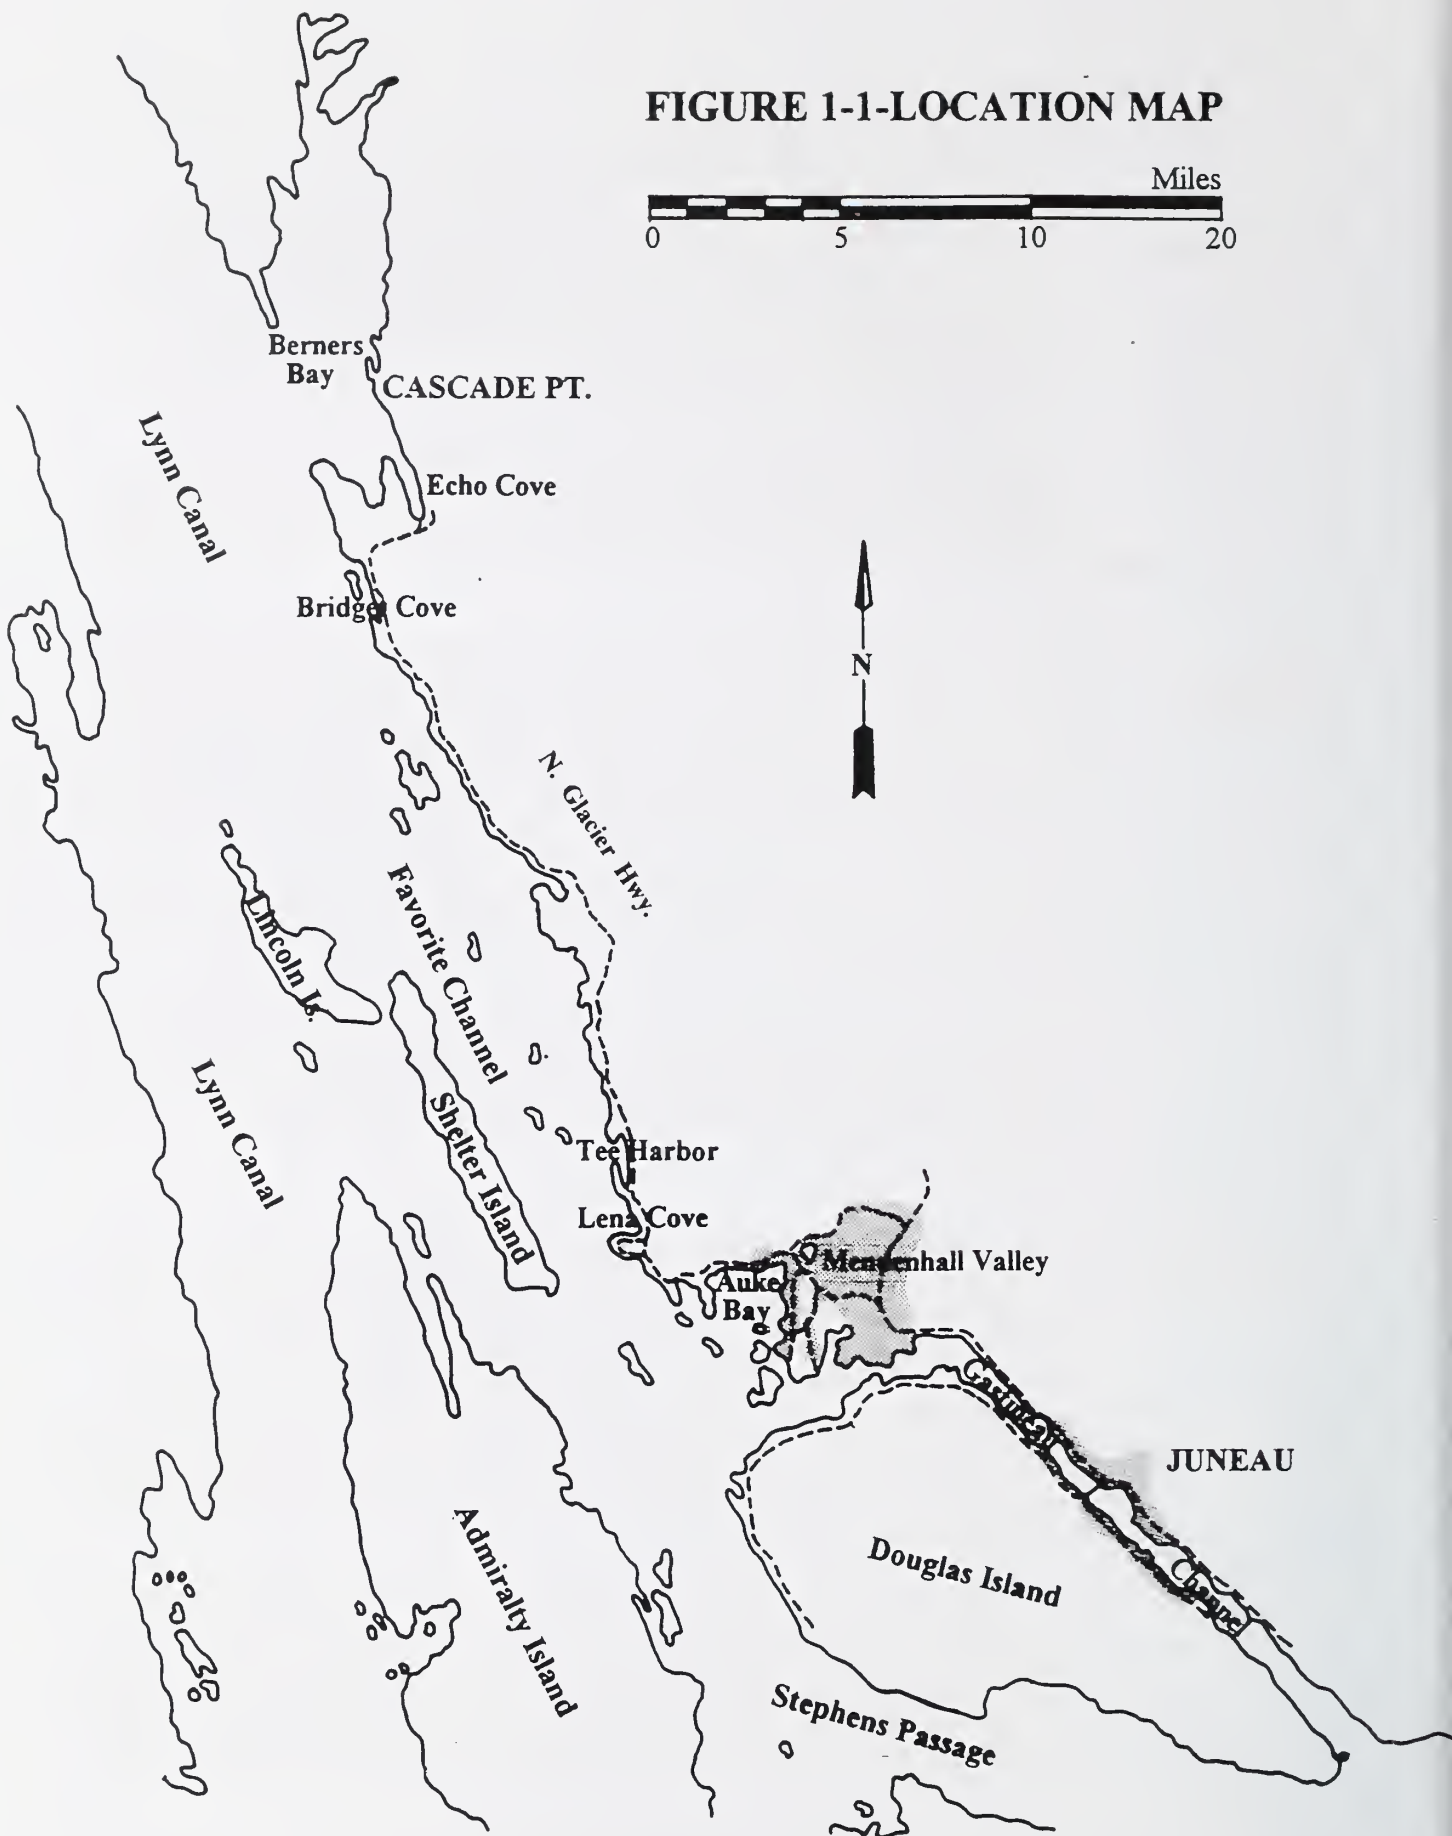 FIGURE 1-1-LOCATION MAP
Miles
0 5 10 20
Berners
Bay
CASCADE PT.
Lynn Canal
Echo Cove
Bridget Cove
N
N. Glacier Hwy.
Favorite Channel
Lincoln Is.
Lynn Canal
Shelter Island
Tee Harbor
Lena Cove
Mendenhall Valley
Auke
Bay
Gastineau
JUNEAU
Admiralty Island
Douglas Island
Channel
Stephens Passage